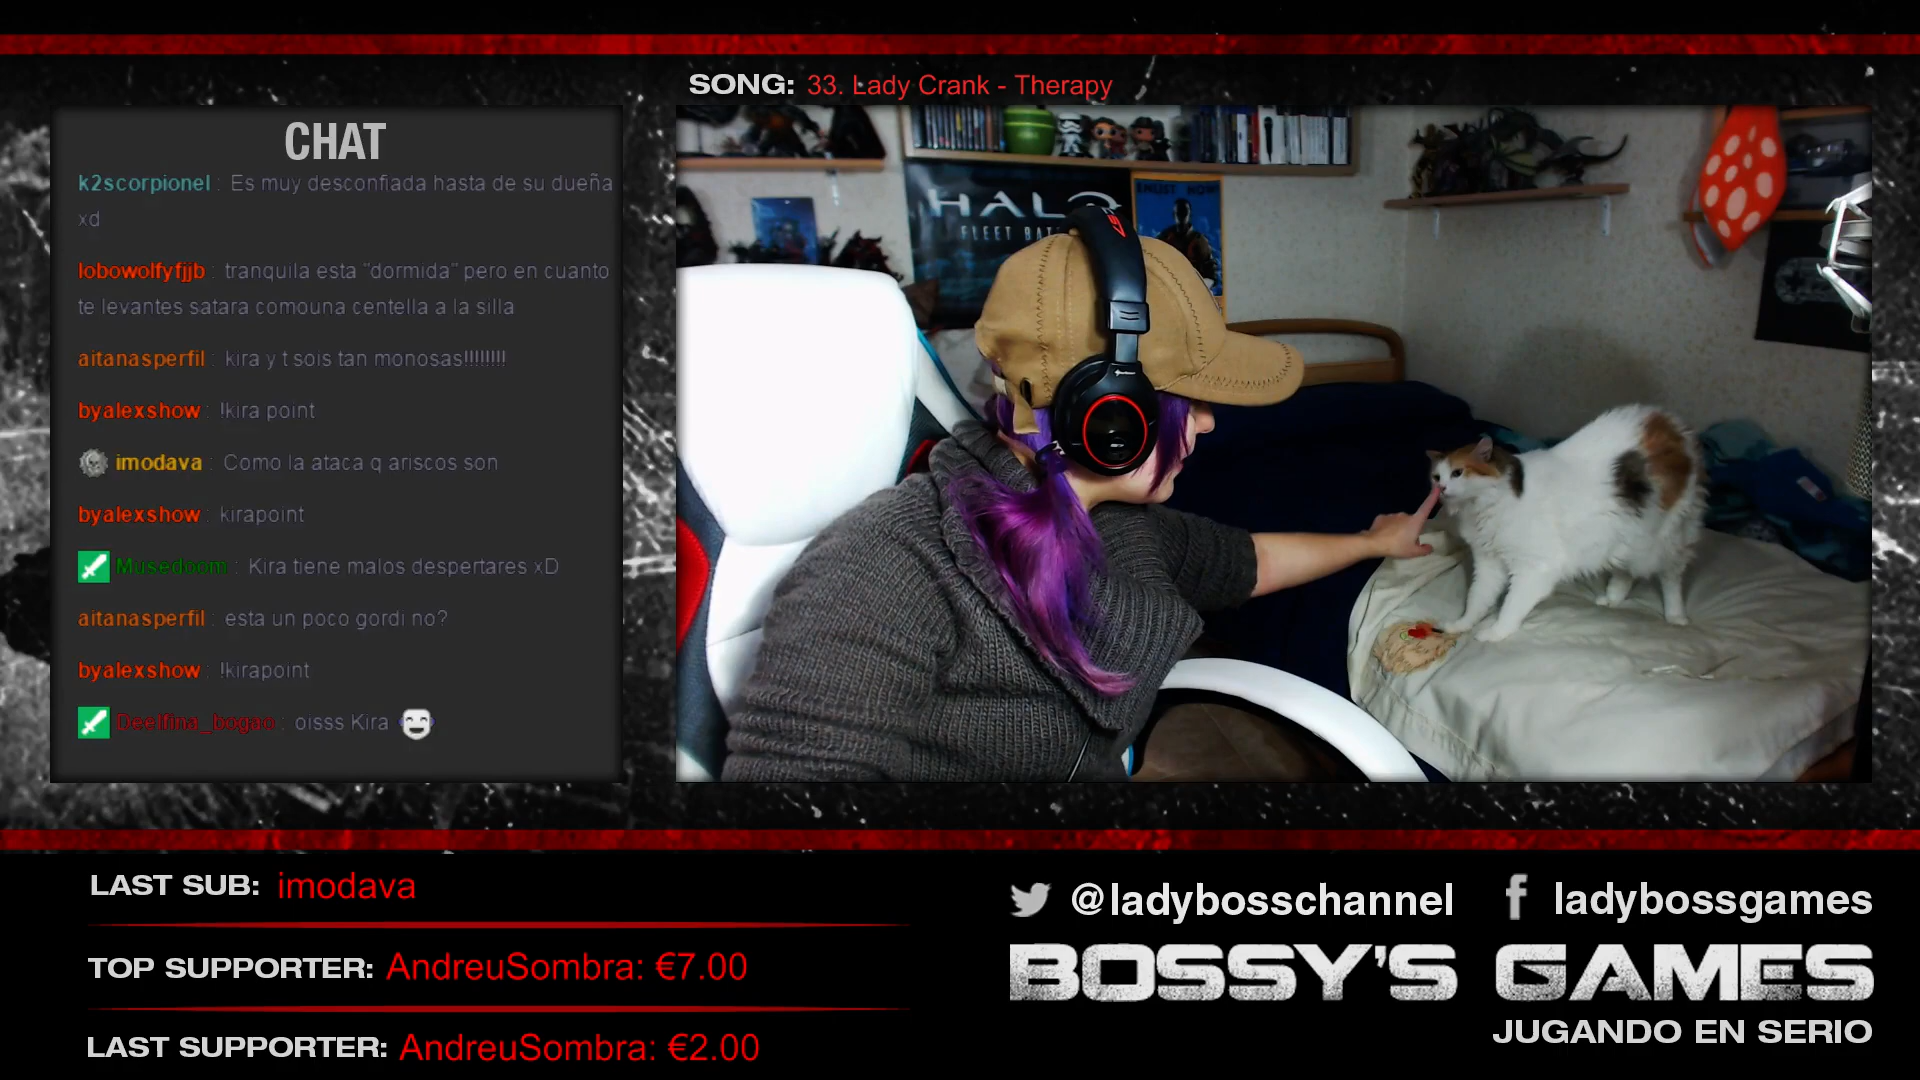 SONG: 33. Lady Crank - Therapy
CHAT
k2scorpionel : Es muy desconfiada hasta de su dueña
xd
lobowolfyfjjb : tranquila esta "dormida" pero en cuanto
te levantes satara comouna centella a la silla
aitanasperfil : kira y t sois tan monosas!!!!!!!!
byalexshow : !kira point
imodava : Como la ataca q ariscos son
byalexshow : kirapoint
Musedoom : Kira tiene malos despertares xD
aitanasperfil : esta un poco gordi no?
byalexshow : !kirapoint
Deelfina_bogao : oisss Kira
HALO
FLEET BAT
ENLIST NOW!
LAST SUB: imodava
TOP SUPPORTER: AndreuSombra: €7.00
LAST SUPPORTER: AndreuSombra: €2.00
@ladybosschannel
ladybossgames
BOSSY'S GAMES
JUGANDO EN SERIO